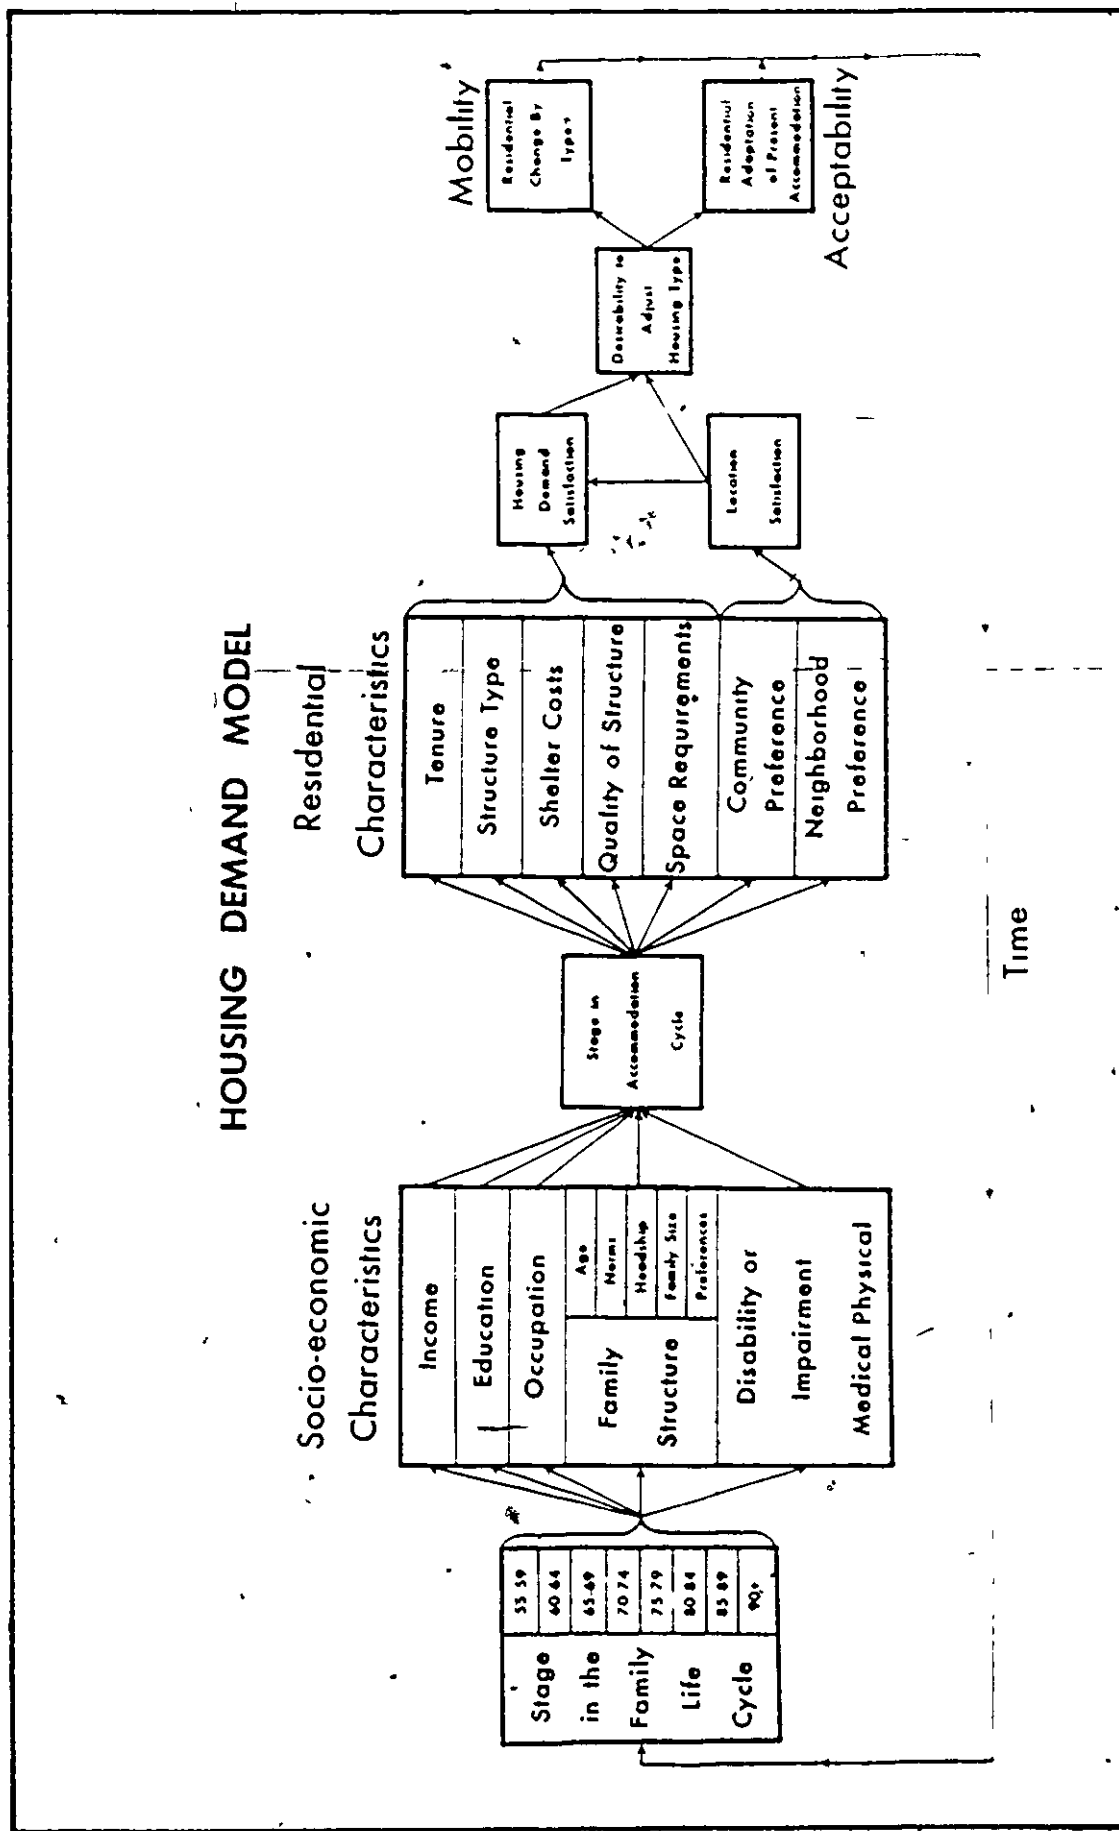 HOUSING DEMAND MODEL
Socio-economic
Characteristics
Residential
Characteristics
Mobility
Acceptability
Stage
in the
Family
Life
Cycle
55 59
60 64
65-69
70 74
75 79
80 84
85 89
90,+
Income
Education
Occupation
Family
Structure
Age
Norms
Headship
Family Size
Preferences
Disability or
Impairment
Medical Physical
Stage in
Accommodation
Cycle
Tenure
Structure Type
Shelter Costs
Quality of Structure
Space Requirements
Community
Preference
Neighborhood
Preference
Housing
Demand
Satisfaction
Location
Satisfaction
Desirability to
Adjust
Housing Type
Residential
Change By
Type
Residential
Adaptation
of Present
Accommodation
Time